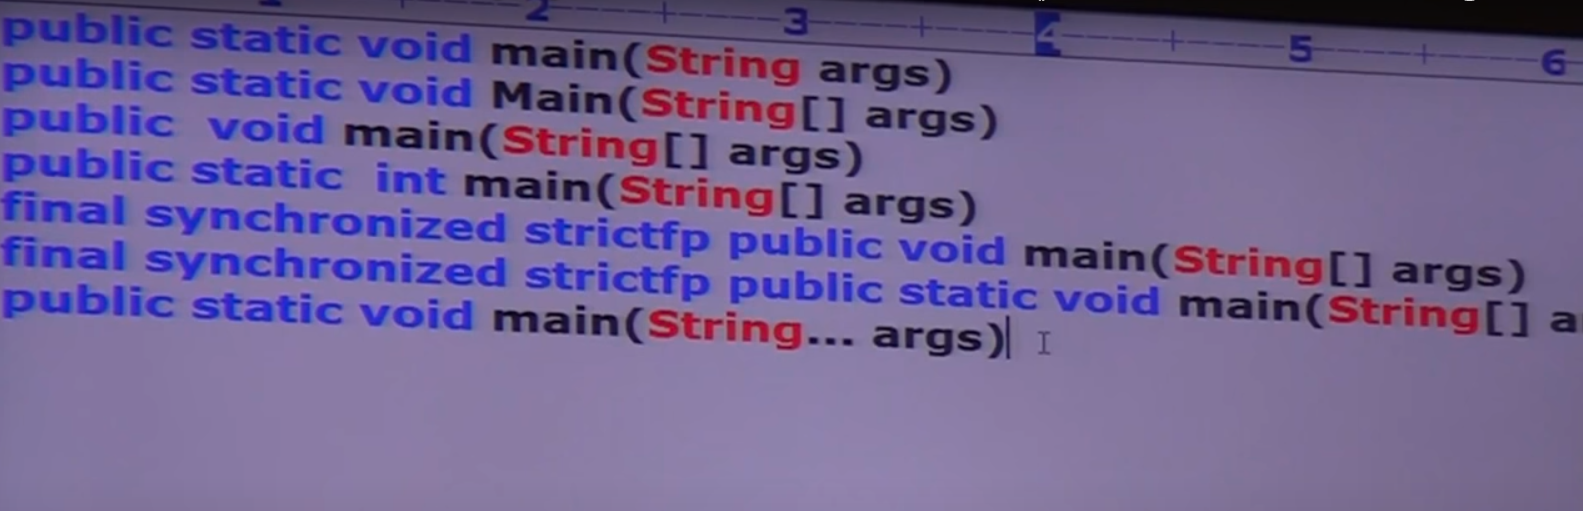 2 3 4 5 6
public static void main(String args)
public static void Main(String[] args)
public  void main(String[] args)
public static  int main(String[] args)
final synchronized strictfp public void main(String[] args)
final synchronized strictfp public static void main(String[] a
public static void main(String... args)